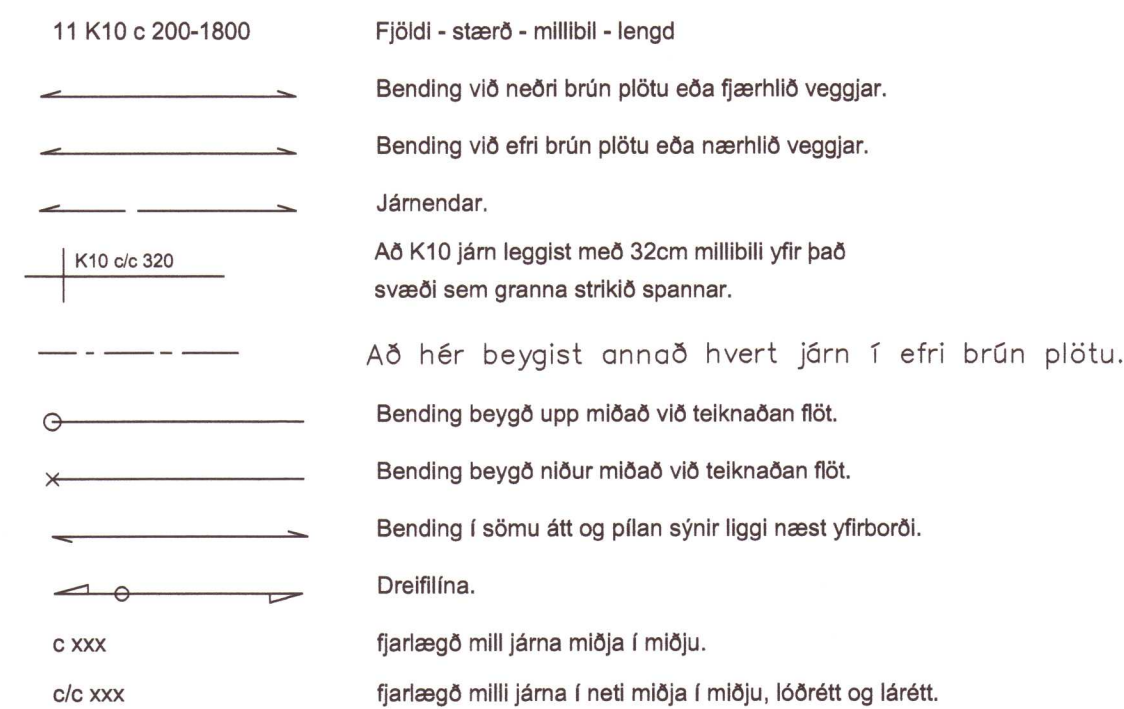 11 K10 c 200-1800 Fjöldi - stærð - millibil - lengd
Bending við neðri brún plötu eða fjærhlið veggjar.
Bending við efri brún plötu eða nærhlið veggjar.
Járnendar.
K10 c/c 320 Að K10 járn leggist með 32cm millibili yfir það
svæði sem granna strikið spannar.
Að hér beygist annað hvert járn í efri brún plötu.
Bending beygð upp miðað við teiknaðan flöt.
Bending beygð niður miðað við teiknaðan flöt.
Bending í sömu átt og pílan sýnir liggi næst yfirborði.
Dreifilína.
c xxx fjarlægð mill járna miðja í miðju.
c/c xxx fjarlægð milli járna í neti miðja í miðju, lóðrétt og lárétt.